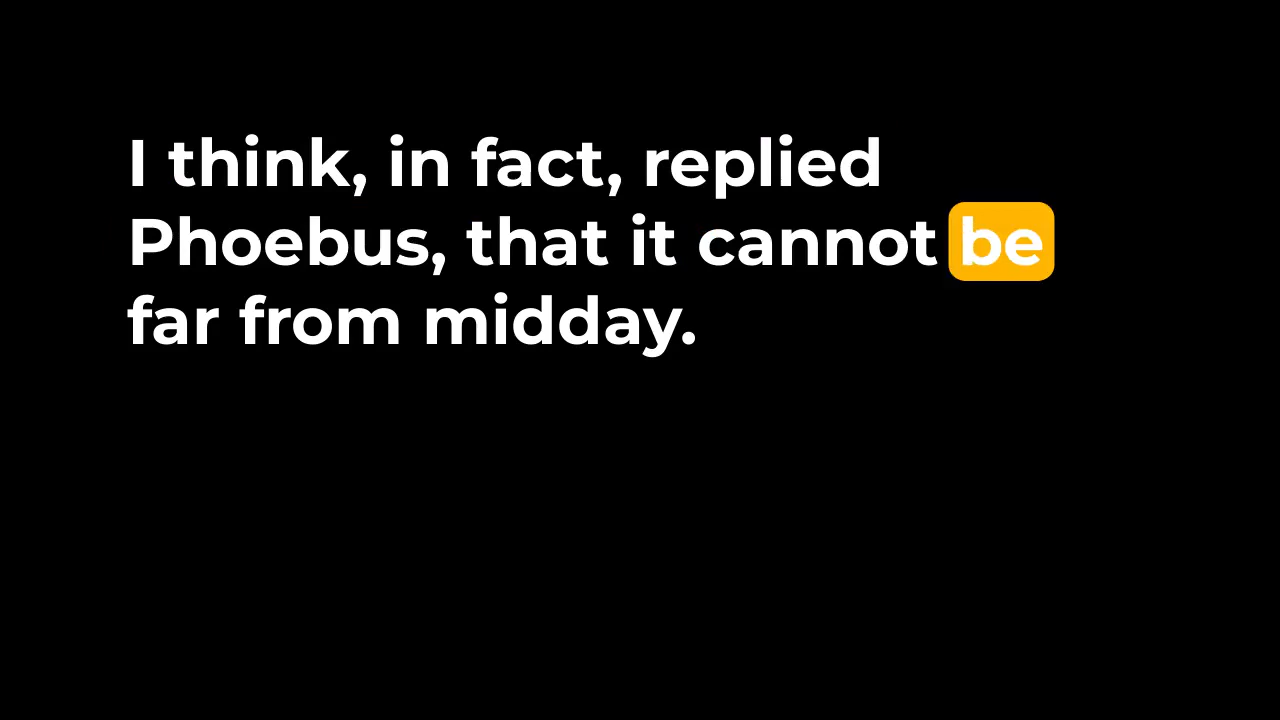 I think, in fact, replied
Phoebus, that it cannot be
far from midday.